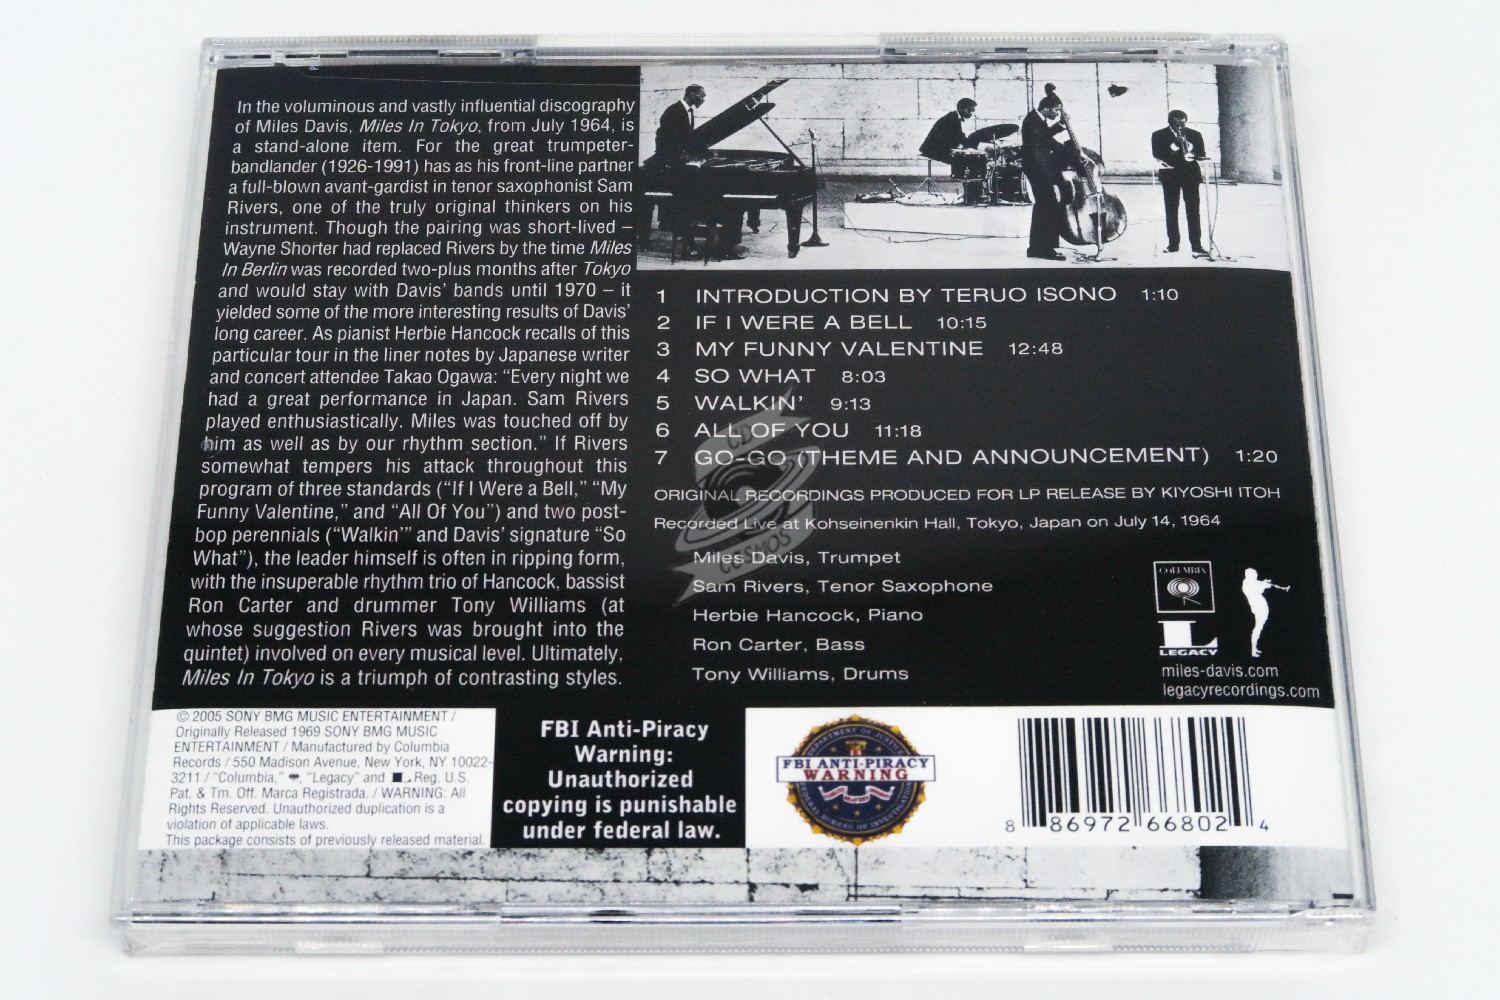 In the voluminous and vastly influential discography
of Miles Davis, Miles In Tokyo, from July 1964, is
a stand-alone item. For the great trumpeter-
bandlander (1926-1991) has as his front-line partner
a full-blown avant-gardist in tenor saxophonist Sam
Rivers, one of the truly original thinkers on his
instrument. Though the pairing was short-lived –
Wayne Shorter had replaced Rivers by the time Miles
In Berlin was recorded two-plus months after Tokyo
and would stay with Davis' bands until 1970 – it
yielded some of the more interesting results of Davis'
long career. As pianist Herbie Hancock recalls of this
particular tour in the liner notes by Japanese writer
and concert attendee Takao Ogawa: “Every night we
had a great performance in Japan. Sam Rivers
played enthusiastically. Miles was touched off by
him as well as by our rhythm section.” If Rivers
somewhat tempers his attack throughout this
program of three standards (“If I Were a Bell,” “My
Funny Valentine,” and “All Of You”) and two post-
bop perennials (“Walkin'” and Davis' signature “So
What”), the leader himself is often in ripping form,
with the insuperable rhythm trio of Hancock, bassist
Ron Carter and drummer Tony Williams (at
whose suggestion Rivers was brought into the
quintet) involved on every musical level. Ultimately,
Miles In Tokyo is a triumph of contrasting styles.
1 INTRODUCTION BY TERUO ISONO 1:10
2 IF I WERE A BELL 10:15
3 MY FUNNY VALENTINE 12:48
4 SO WHAT 8:03
5 WALKIN' 9:13
6 ALL OF YOU 11:18
7 GO-GO (THEME AND ANNOUNCEMENT) 1:20
ORIGINAL RECORDINGS PRODUCED FOR LP RELEASE BY KIYOSHI ITOH
Recorded Live at Kohseinenkin Hall, Tokyo, Japan on July 14, 1964
Miles Davis, Trumpet
Sam Rivers, Tenor Saxophone
Herbie Hancock, Piano
Ron Carter, Bass
Tony Williams, Drums
CD
COSMOS
COLUMBIA
L
LEGACY
miles-davis.com
legacyrecordings.com
© 2005 SONY BMG MUSIC ENTERTAINMENT /
Originally Released 1969 SONY BMG MUSIC
ENTERTAINMENT / Manufactured by Columbia
Records / 550 Madison Avenue, New York, NY 10022-
3211 / “Columbia,” , “Legacy” and L Reg. U.S.
Pat. & Tm. Off. Marca Registrada. / WARNING: All
Rights Reserved. Unauthorized duplication is a
violation of applicable laws.
This package consists of previously released material.
FBI Anti-Piracy
Warning:
Unauthorized
copying is punishable
under federal law.
DEPARTMENT OF JUSTICE
FBI ANTI-PIRACY
WARNING
FEDERAL BUREAU OF INVESTIGATION
8 86972 66802 4